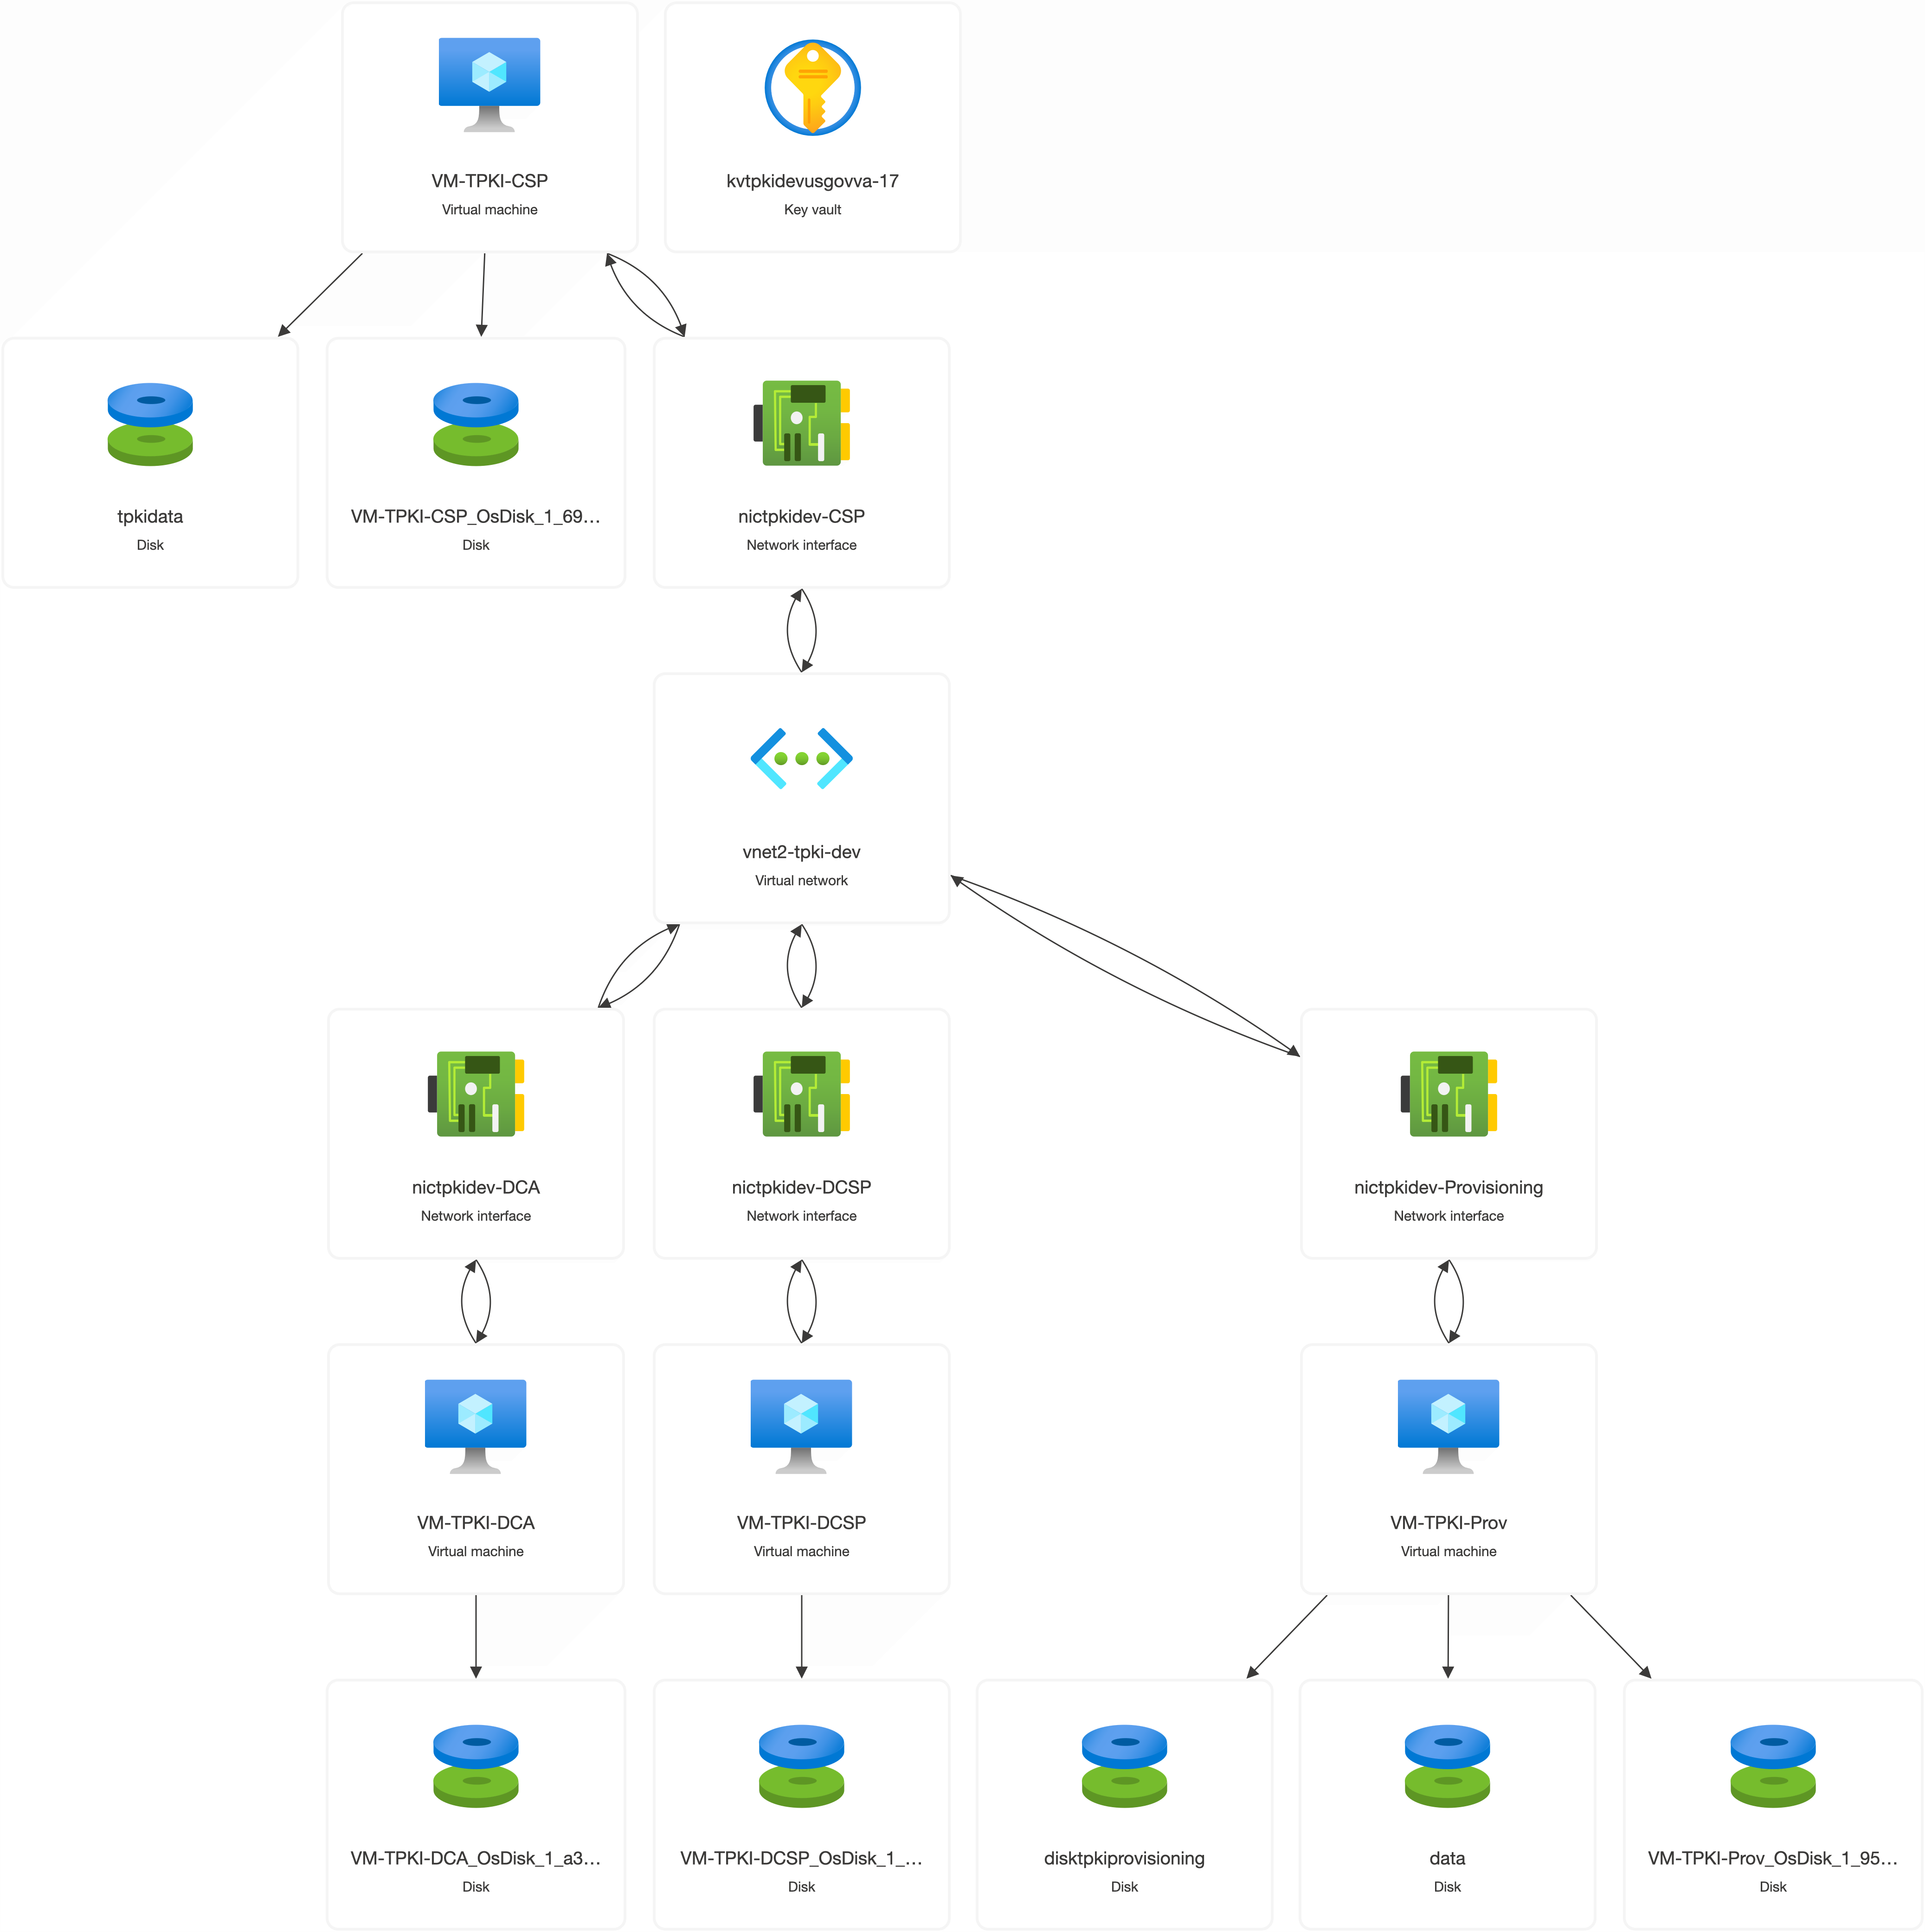 VM-TPKI-CSP
Virtual machine
kvtpkidevusgovva-17
Key vault
tpkidata
Disk
VM-TPKI-CSP_OsDisk_1_69...
Disk
nictpkidev-CSP
Network interface
vnet2-tpki-dev
Virtual network
nictpkidev-DCA
Network interface
nictpkidev-DCSP
Network interface
nictpkidev-Provisioning
Network interface
VM-TPKI-DCA
Virtual machine
VM-TPKI-DCSP
Virtual machine
VM-TPKI-Prov
Virtual machine
VM-TPKI-DCA_OsDisk_1_a3...
Disk
VM-TPKI-DCSP_OsDisk_1_...
Disk
disktpkiprovisioning
Disk
data
Disk
VM-TPKI-Prov_OsDisk_1_95...
Disk